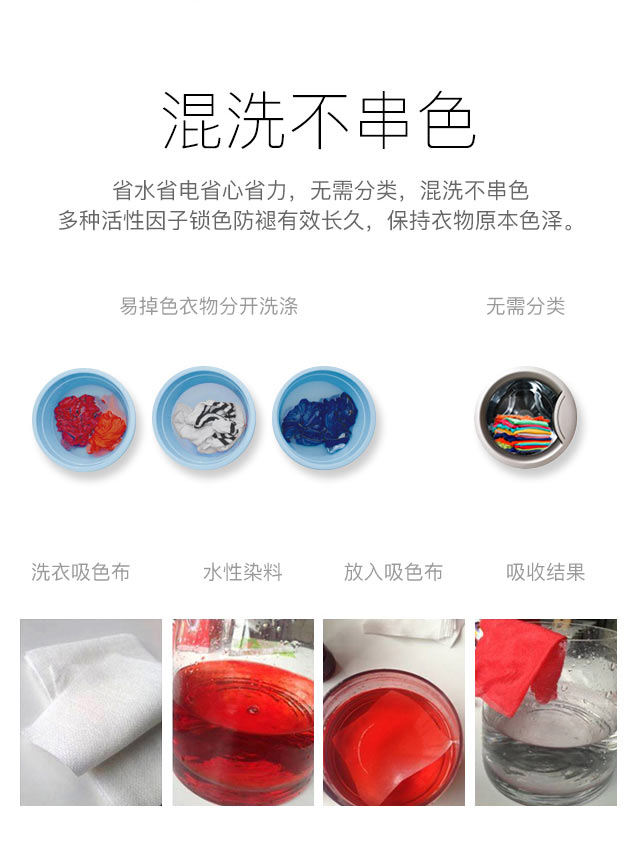 混洗不串色
省水省电省心省力，无需分类，混洗不串色
多种活性因子锁色防褪有效长久，保持衣物原本色泽。
易掉色衣物分开洗涤
无需分类
洗衣吸色布
水性染料
放入吸色布
吸收结果